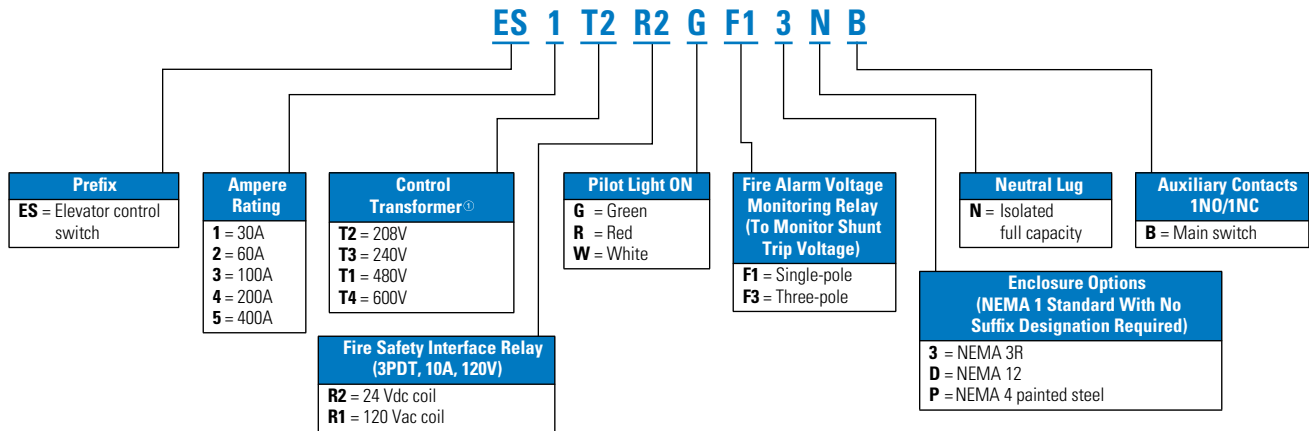 ES 1 T2 R2 G F1 3 N B
Prefix
ES = Elevator control
switch
Ampere
Rating
1 = 30A
2 = 60A
3 = 100A
4 = 200A
5 = 400A
Control
Transformer①
T2 = 208V
T3 = 240V
T1 = 480V
T4 = 600V
Fire Safety Interface Relay
(3PDT, 10A, 120V)
R2 = 24 Vdc coil
R1 = 120 Vac coil
Pilot Light ON
G = Green
R = Red
W = White
Fire Alarm Voltage
Monitoring Relay
(To Monitor Shunt
Trip Voltage)
F1 = Single-pole
F3 = Three-pole
Enclosure Options
(NEMA 1 Standard With No
Suffix Designation Required)
3 = NEMA 3R
D = NEMA 12
P = NEMA 4 painted steel
Neutral Lug
N = Isolated
full capacity
Auxiliary Contacts
1NO/1NC
B = Main switch